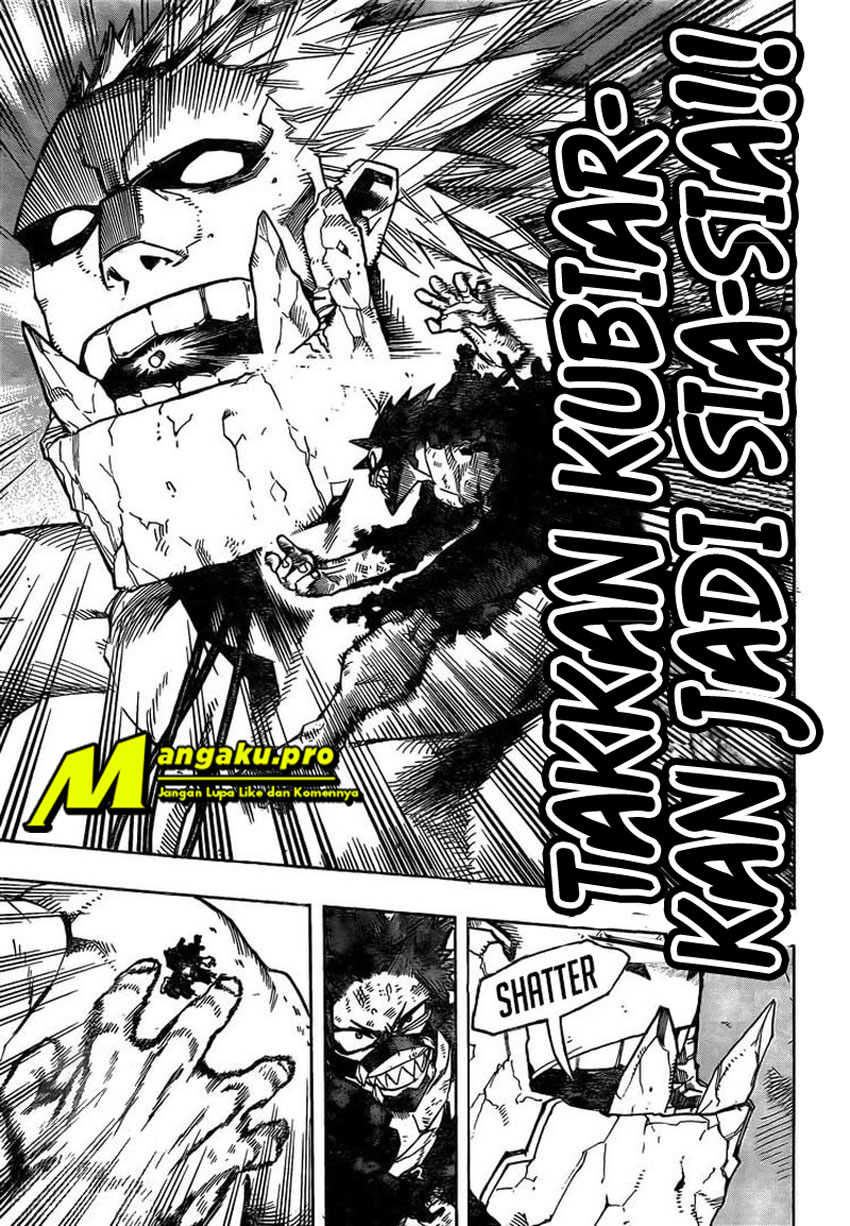 TAKKAN KUBIAR-
KAN JADI SIA-SIA!!
Mangaku.pro
Jangan Lupa Like dan Komennya
SHATTER